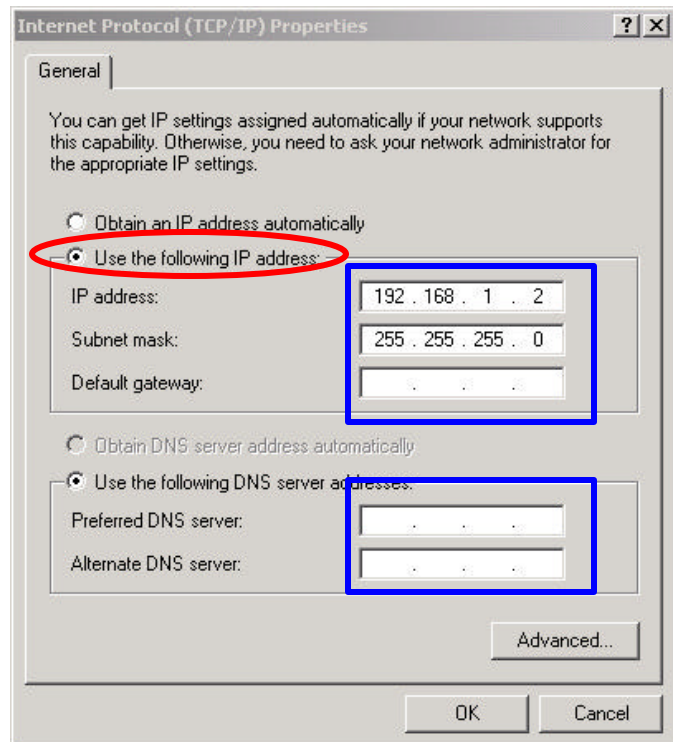 Internet Protocol (TCP/IP) Properties
General
You can get IP settings assigned automatically if your network supports
this capability. Otherwise, you need to ask your network administrator for
the appropriate IP settings.
Obtain an IP address automatically
Use the following IP address:
IP address: 192 . 168 . 1 . 2
Subnet mask: 255 . 255 . 255 . 0
Default gateway: . . .
Obtain DNS server address automatically
Use the following DNS server addresses:
Preferred DNS server: . . .
Alternate DNS server: . . .
Advanced...
OK Cancel